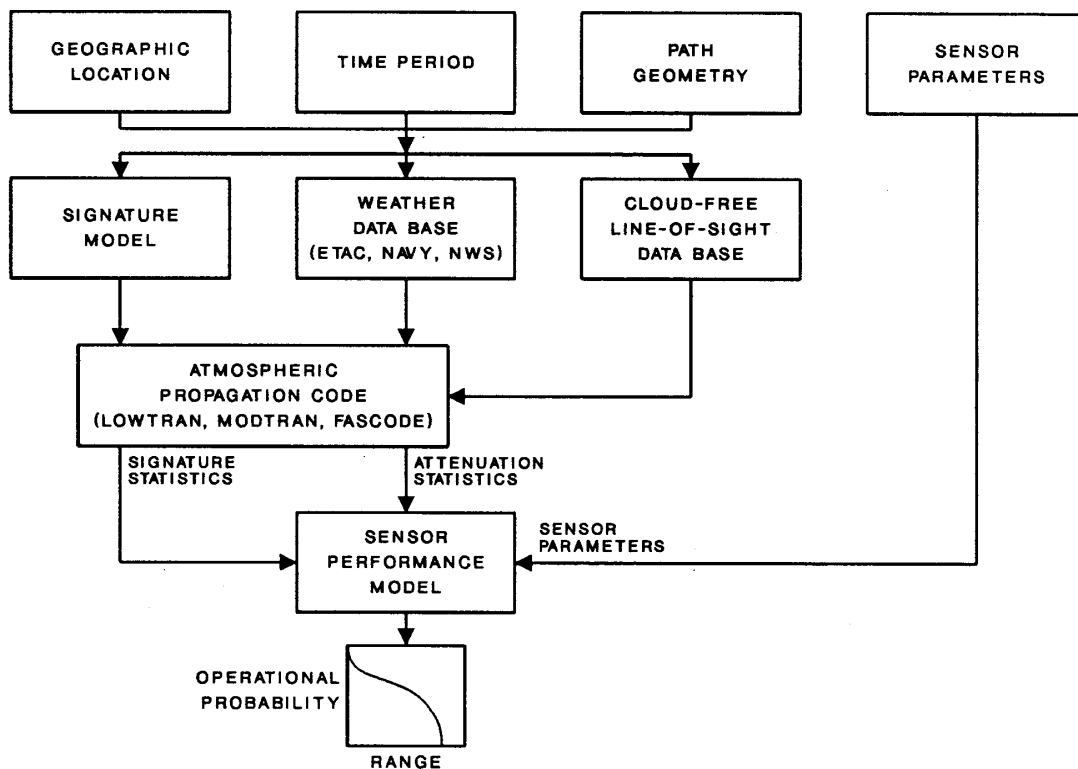 GEOGRAPHIC
LOCATION
TIME PERIOD
PATH
GEOMETRY
SENSOR
PARAMETERS
SIGNATURE
MODEL
WEATHER
DATA BASE
(ETAC, NAVY, NWS)
CLOUD-FREE
LINE-OF-SIGHT
DATA BASE
ATMOSPHERIC
PROPAGATION CODE
(LOWTRAN, MODTRAN, FASCODE)
SIGNATURE
STATISTICS
ATTENUATION
STATISTICS
SENSOR
PERFORMANCE
MODEL
SENSOR
PARAMETERS
OPERATIONAL
PROBABILITY
RANGE